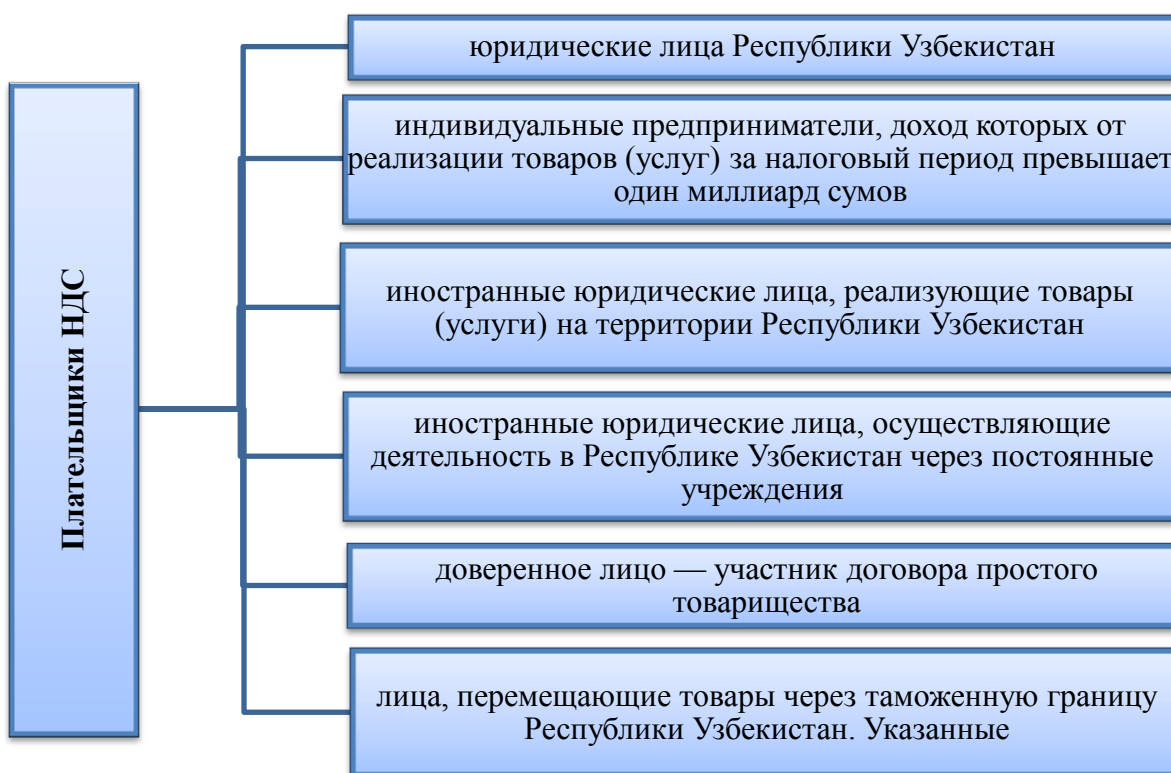 Плательщики НДС
юридические лица Республики Узбекистан
индивидуальные предприниматели, доход которых от
реализации товаров (услуг) за налоговый период превышает
один миллиард сумов
иностранные юридические лица, реализующие товары
(услуги) на территории Республики Узбекистан
иностранные юридические лица, осуществляющие
деятельность в Республике Узбекистан через постоянные
учреждения
доверенное лицо — участник договора простого
товарищества
лица, перемещающие товары через таможенную границу
Республики Узбекистан. Указанные